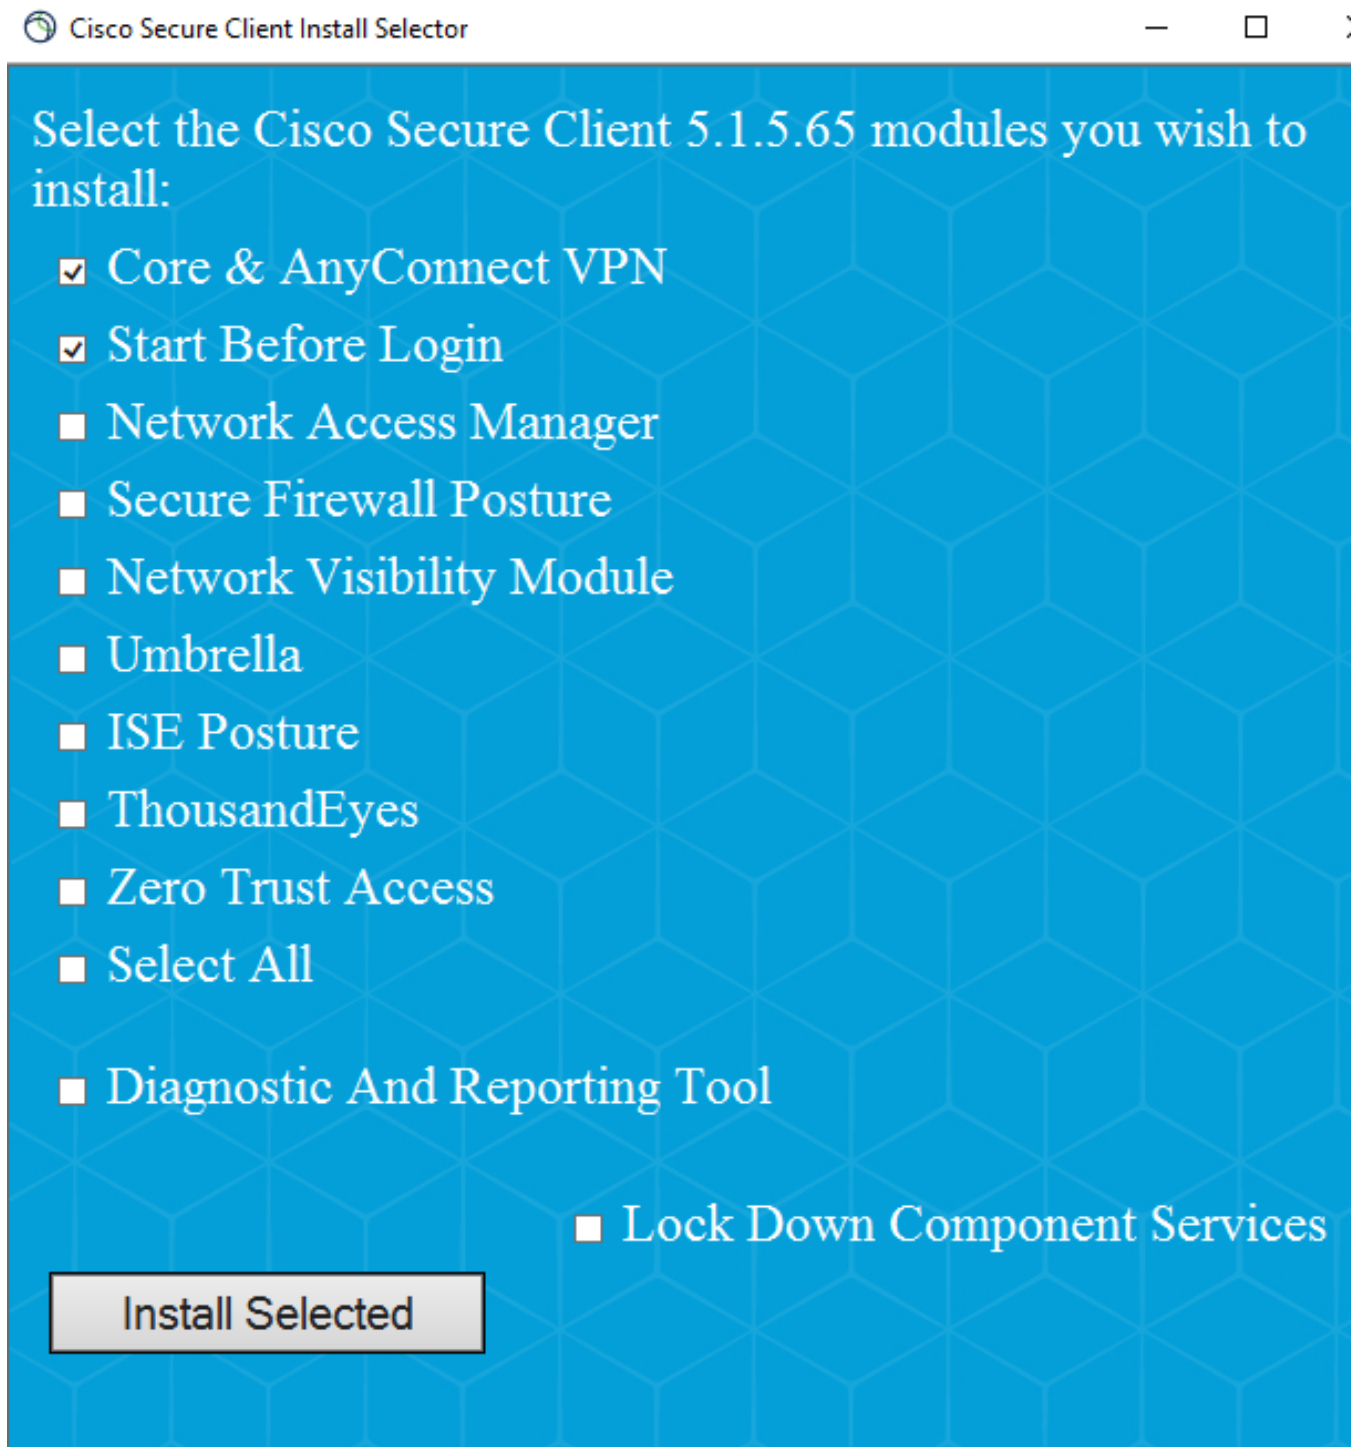 Cisco Secure Client Install Selector
Select the Cisco Secure Client 5.1.5.65 modules you wish to
install:
Core & AnyConnect VPN
Start Before Login
Network Access Manager
Secure Firewall Posture
Network Visibility Module
Umbrella
ISE Posture
ThousandEyes
Zero Trust Access
Select All
Diagnostic And Reporting Tool
Lock Down Component Services
Install Selected